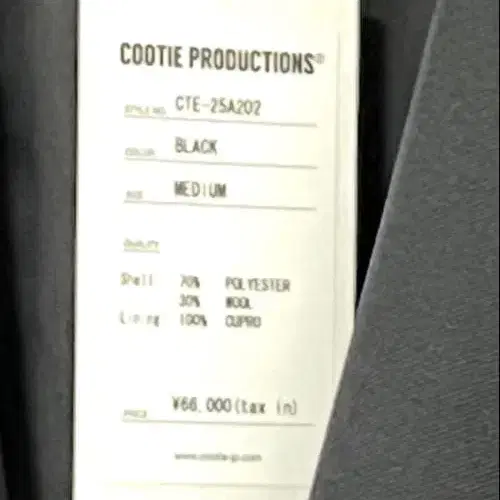 COOTIE PRODUCTIONS®
STYLE NO. CTE-25A202
COLOR BLACK
SIZE MEDIUM
QUALITY
Shell 70% POLYESTER
30% WOOL
Lining 100% CUPRO
PRICE ¥66,000(tax in)
www.cootie-jp.com